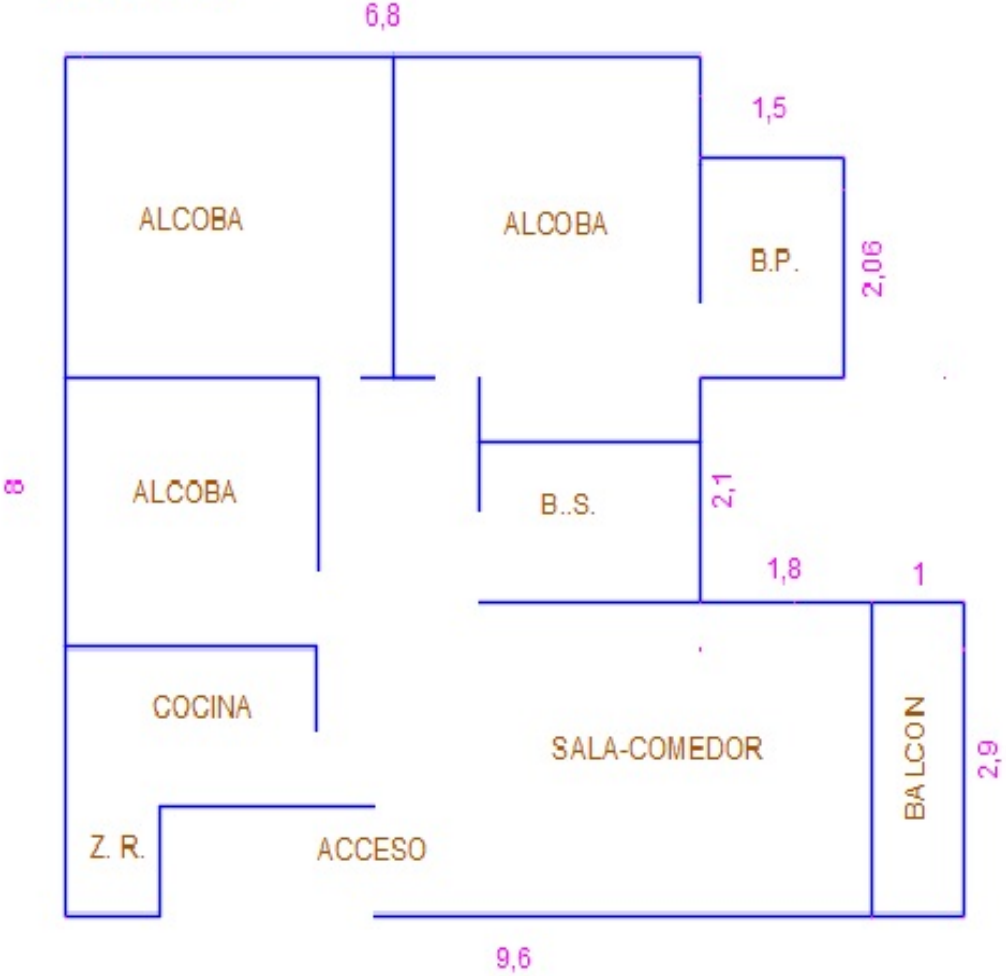 6,8
1,5
ALCOBA
ALCOBA
B.P.
2,06
8
ALCOBA
B..S.
2,1
1,8
1
COCINA
SALA-COMEDOR
BALCON
2,9
Z. R.
ACCESO
9,6